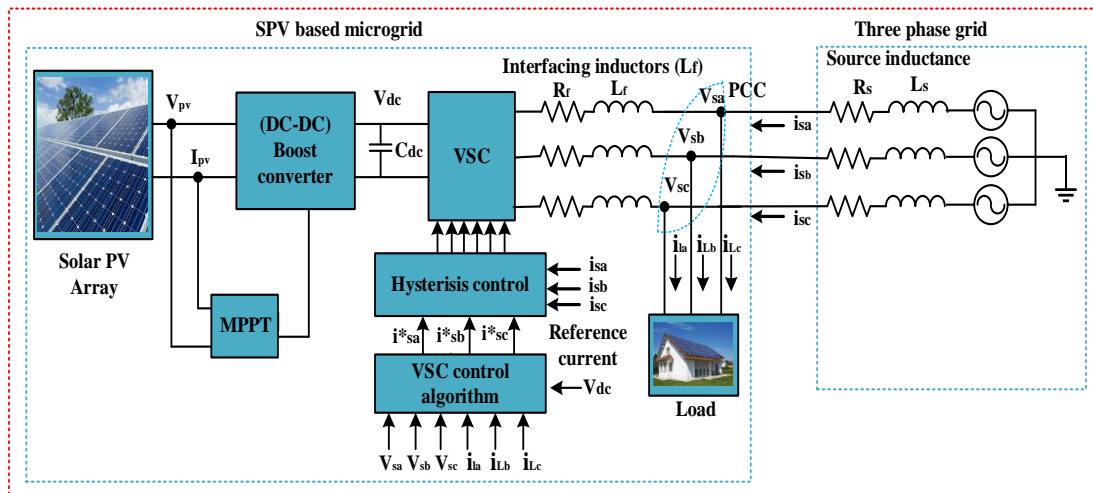 SPV based microgrid
Three phase grid
Interfacing inductors (Lf)
Source inductance
Vpv
Vdc
Rf
Lf
Vsa
PCC
Rs
Ls
(DC-DC)
Boost
converter
Cdc
VSC
isa
Vsb
Ipv
isb
Vsc
isc
Solar PV
Array
ila
iLb
iLc
Hysterisis control
isa
isb
isc
MPPT
i*sa
i*sb
i*sc
Reference
current
VSC control
algorithm
Vdc
Load
Vsa
Vsb
Vsc
ila
iLb
iLc